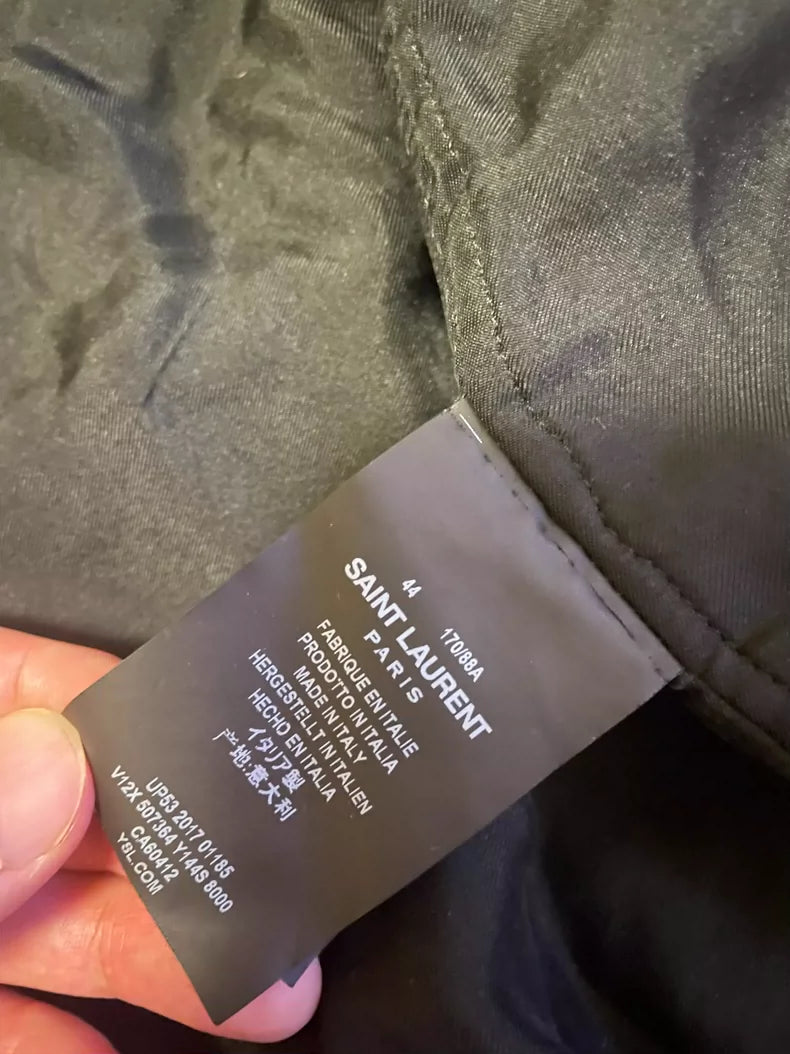 44 170/88A
SAINT LAURENT
PARIS
FABRIQUE EN ITALIE
PRODOTTO IN ITALIA
MADE IN ITALY
HERGESTELLT IN ITALIEN
HECHO EN ITALIA
イタリア製
产地:意大利
UP53 2017 01185
V12X 507364 Y144S 8000
CA60412
YSL.COM